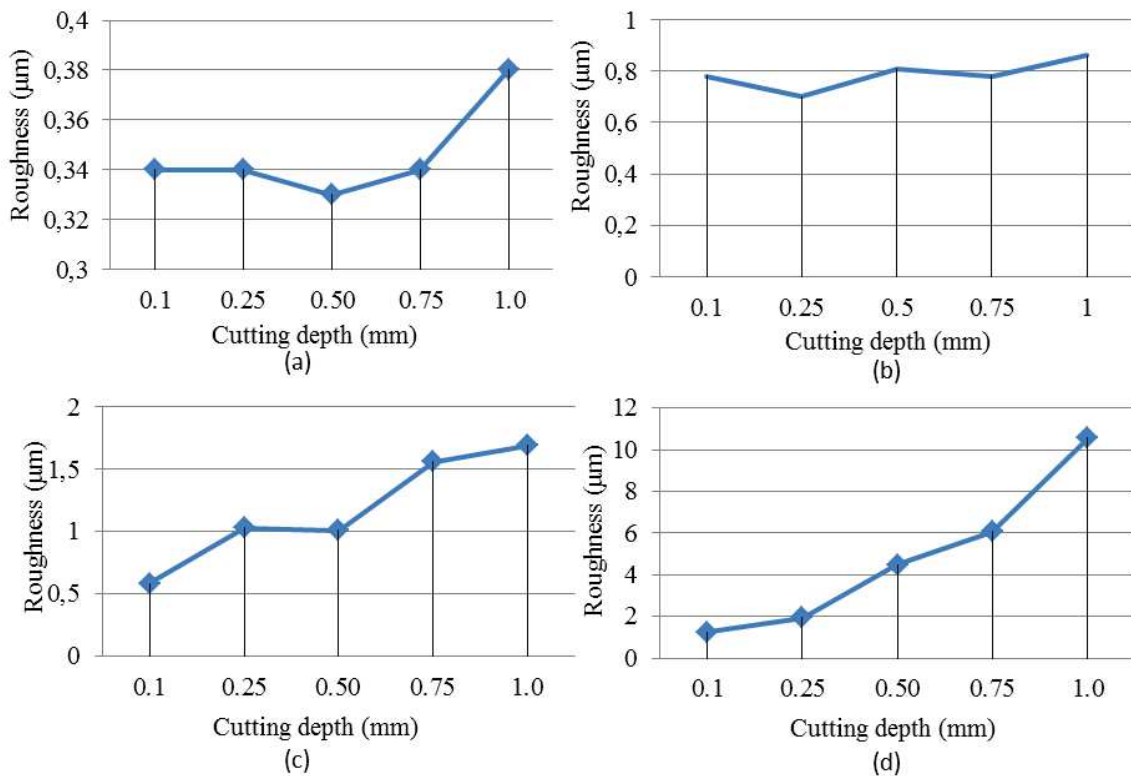 Roughness (µm)
0,4
0,38
0,36
0,34
0,32
0,3
0.1 0.25 0.50 0.75 1.0
Cutting depth (mm)
(a)
Roughness (µm)
1
0,8
0,6
0,4
0,2
0
0.1 0.25 0.5 0.75 1
Cutting depth (mm)
(b)
Roughness (µm)
2
1,5
1
0,5
0
0.1 0.25 0.50 0.75 1.0
Cutting depth (mm)
(c)
Roughness (µm)
12
10
8
6
4
2
0
0.1 0.25 0.50 0.75 1.0
Cutting depth (mm)
(d)